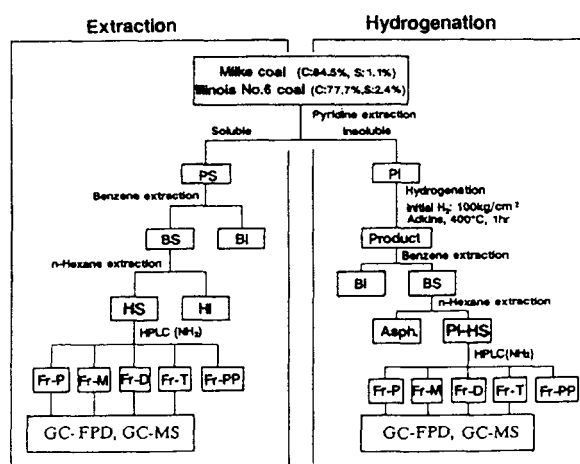 Extraction Hydrogenation
Miike coal (C:84.5%, S:1.1%)
Illinois No.6 coal (C:77.7%,S:2.4%)
Pyridine extraction
Soluble Insoluble
PS PI
Benzene extraction Hydrogenation
Initial H₂: 100kg/cm²
Adkins, 400°C, 1hr
BS BI Product
Benzene extraction
n-Hexane extraction BI BS
n-Hexane extraction
HS HI Asph. PI-HS
HPLC (NH₂) HPLC(NH₂)
Fr-P Fr-M Fr-D Fr-T Fr-PP Fr-P Fr-M Fr-D Fr-T Fr-PP
GC-FPD, GC-MS GC-FPD, GC-MS